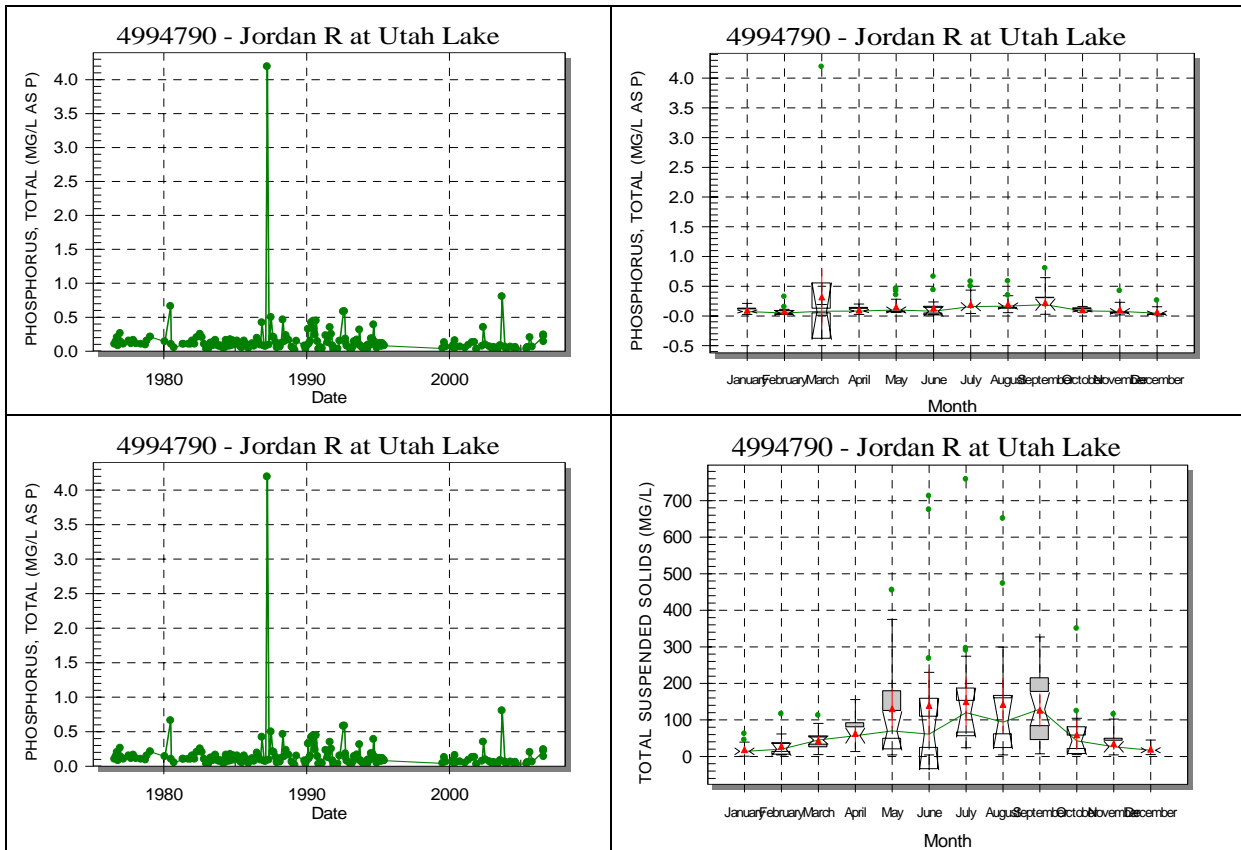 4994790 - Jordan R at Utah Lake
PHOSPHORUS, TOTAL (MG/L AS P)
4.0
3.5
3.0
2.5
2.0
1.5
1.0
0.5
0.0
1980 1990 2000
Date
4994790 - Jordan R at Utah Lake
PHOSPHORUS, TOTAL (MG/L AS P)
4.0
3.5
3.0
2.5
2.0
1.5
1.0
0.5
-0.0
-0.5
January February March April May June July August September October November December
Month
4994790 - Jordan R at Utah Lake
PHOSPHORUS, TOTAL (MG/L AS P)
4.0
3.5
3.0
2.5
2.0
1.5
1.0
0.5
0.0
1980 1990 2000
Date
4994790 - Jordan R at Utah Lake
TOTAL SUSPENDED SOLIDS (MG/L)
700
600
500
400
300
200
100
0
January February March April May June July August September October November December
Month